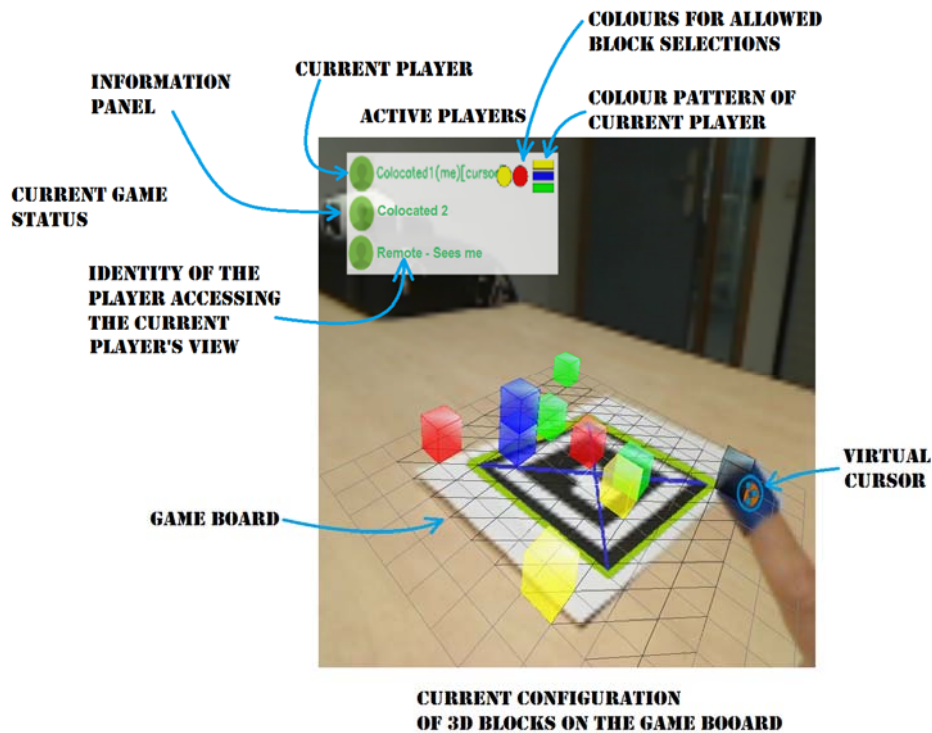 COLOURS FOR ALLOWED
BLOCK SELECTIONS
CURRENT PLAYER
INFORMATION
PANEL
COLOUR PATTERN OF
CURRENT PLAYER
ACTIVE PLAYERS
Colocated1(me)[cursor]
CURRENT GAME
STATUS
Colocated 2
Remote - Sees me
IDENTITY OF THE
PLAYER ACCESSING
THE CURRENT
PLAYER'S VIEW
VIRTUAL
CURSOR
GAME BOARD
CURRENT CONFIGURATION
OF 3D BLOCKS ON THE GAME BOOARD